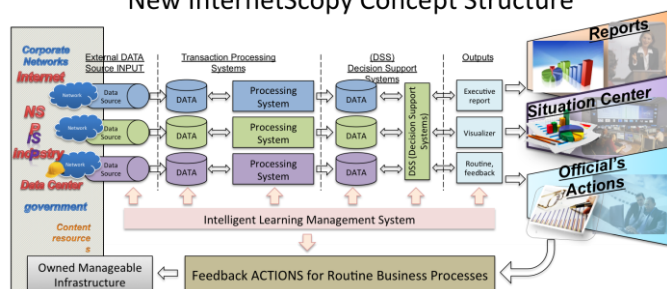 New InternetScopy Concept Structure
Corporate
Networks
Internet
NS
P
IS
P
Industry
Data Center
government
Content
resource
s
External DATA
Source INPUT
Network
Data
Source
Network
Data
Source
Network
Data
Source
Transaction Processing
Systems
DATA
Processing
System
DATA
Processing
System
DATA
Processing
System
(DSS)
Decision Support
Systems
DATA
DATA
DATA
DSS (Decision Support
Systems)
Outputs
Executive
report
Visualizer
Routine,
feedback
Reports
Situation Center
Official's
Actions
Intelligent Learning Management System
Owned Manageable
Infrastructure
Feedback ACTIONS for Routine Business Processes